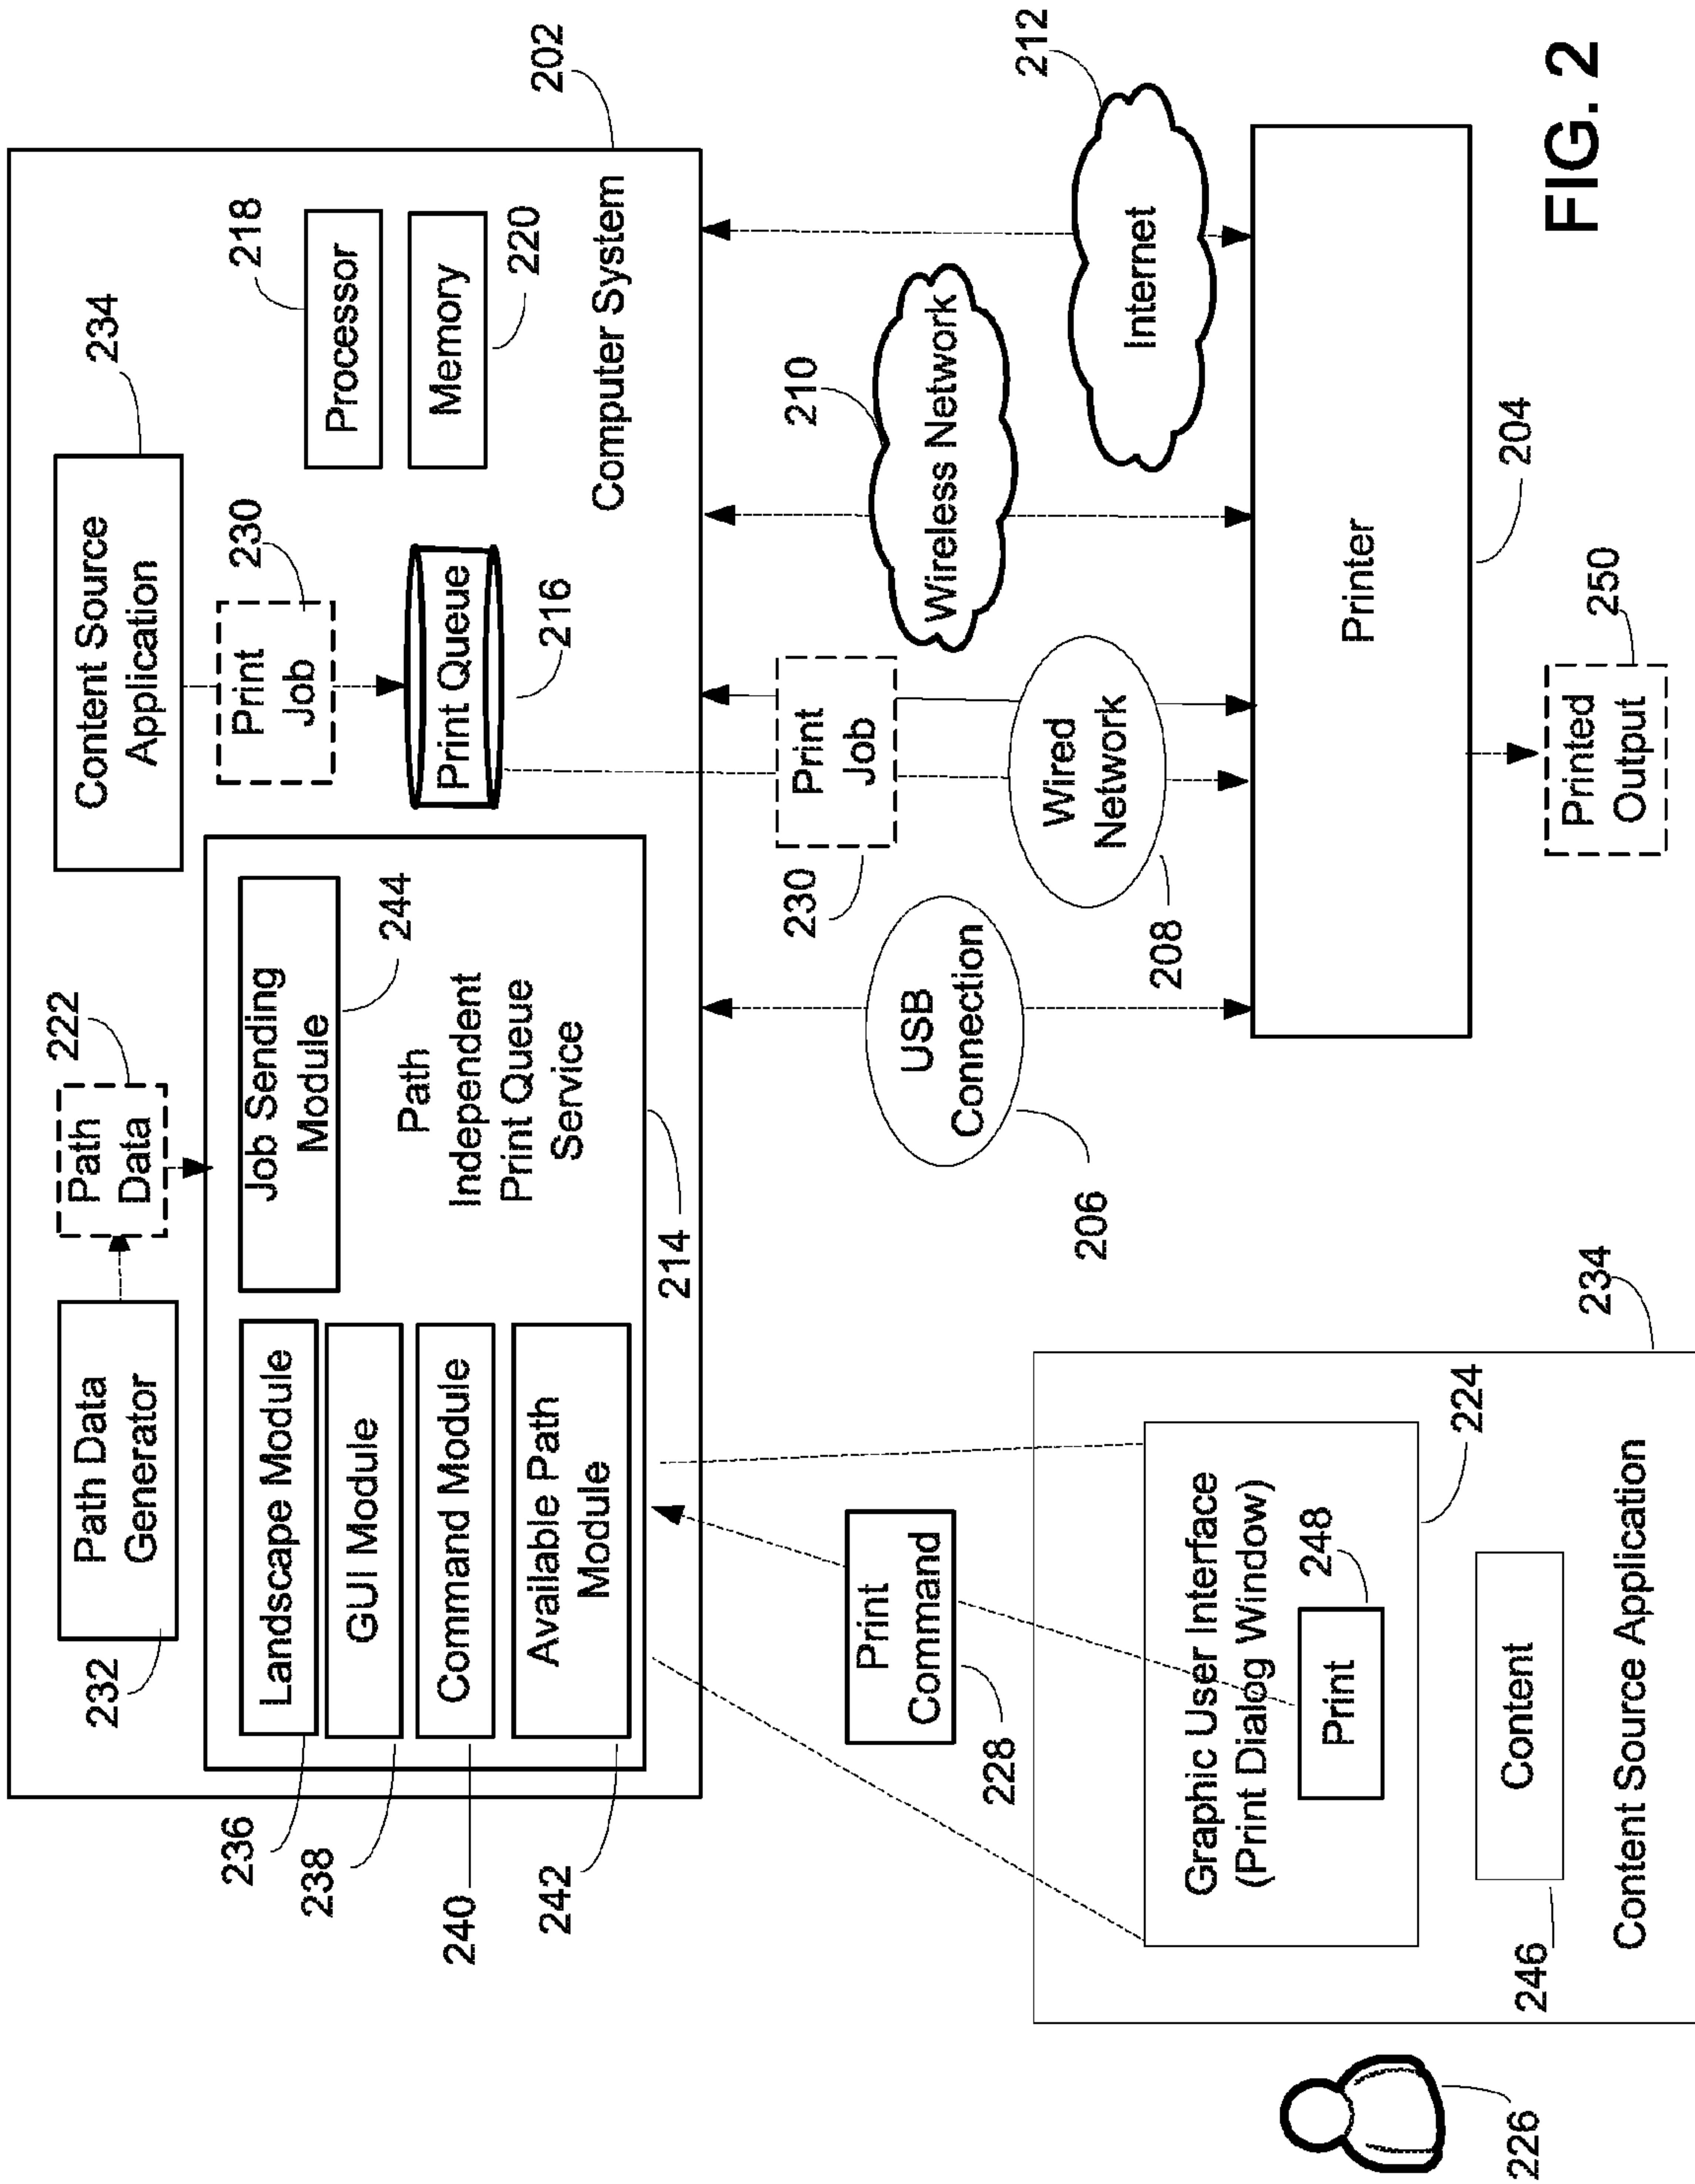 232
Path Data
Generator
Path
Data
222
Content Source
Application
234
236
238
240
242
Landscape Module
GUI Module
Command Module
Available Path
Module
Job Sending
Module
244
Path
Independent
Print Queue
Service
214
Print
Job
230
Print Queue
216
Processor
218
Memory
220
Computer System
202
Print
Command
228
USB
Connection
206
Print
Job
230
Wired
Network
208
Wireless Network
210
Internet
212
226
Graphic User Interface
(Print Dialog Window)
Print
248
224
Content
246
Content Source Application
234
Printer
204
Printed
Output
250
FIG. 2